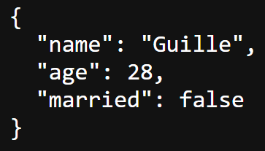 {
"name": "Guille",
"age": 28,
"married": false
}